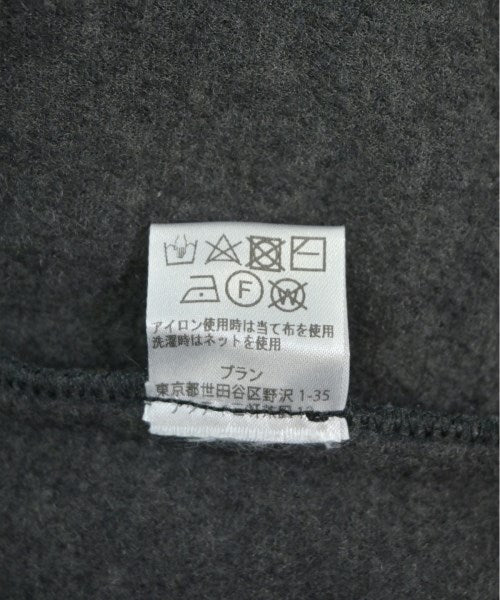 F W
アイロン使用時は当て布を使用
洗濯時はネットを使用
ブラン
東京都世田谷区野沢1-35